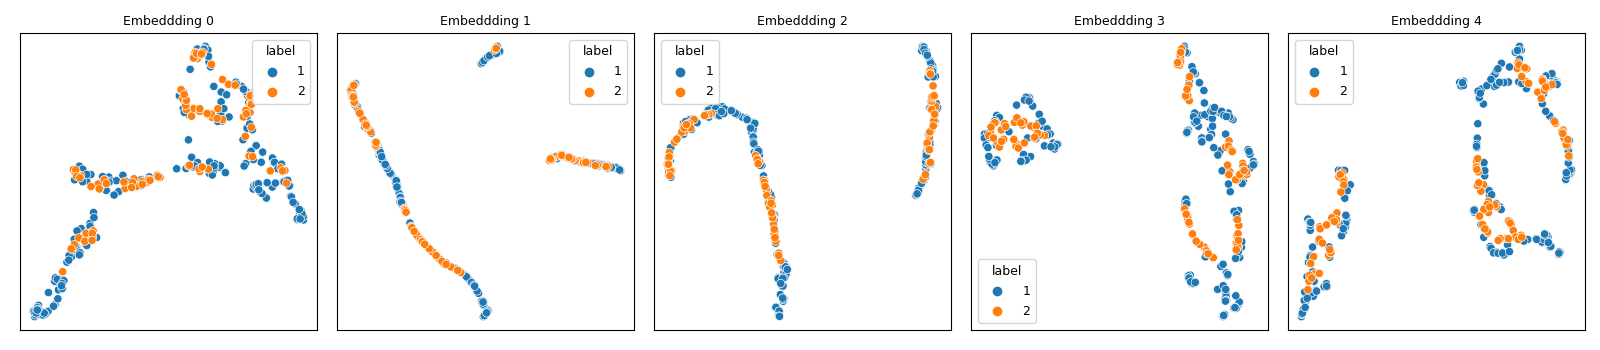 Embeddding 0
label
1
2
Embeddding 1
label
1
2
Embeddding 2
label
1
2
Embeddding 3
label
1
2
Embeddding 4
label
1
2